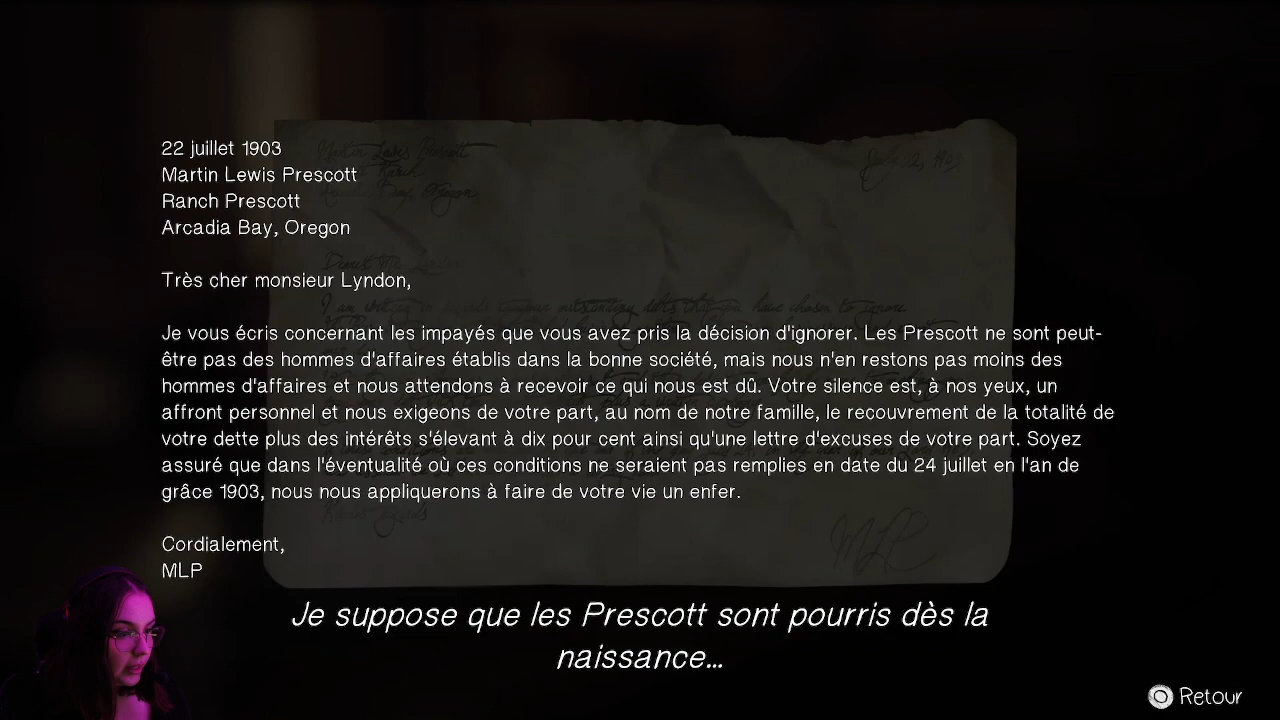 22 juillet 1903
Martin Lewis Prescott
Ranch Prescott
Arcadia Bay, Oregon
Très cher monsieur Lyndon,
Je vous écris concernant les impayés que vous avez pris la décision d'ignorer. Les Prescott ne sont peut-
être pas des hommes d'affaires établis dans la bonne société, mais nous n'en restons pas moins des
hommes d'affaires et nous attendons à recevoir ce qui nous est dû. Votre silence est, à nos yeux, un
affront personnel et nous exigeons de votre part, au nom de notre famille, le recouvrement de la totalité de
votre dette plus des intérêts s'élevant à dix pour cent ainsi qu'une lettre d'excuses de votre part. Soyez
assuré que dans l'éventualité où ces conditions ne seraient pas remplies en date du 24 juillet en l'an de
grâce 1903, nous nous appliquerons à faire de votre vie un enfer.
Cordialement,
MLP
Je suppose que les Prescott sont pourris dès la
naissance...
Retour